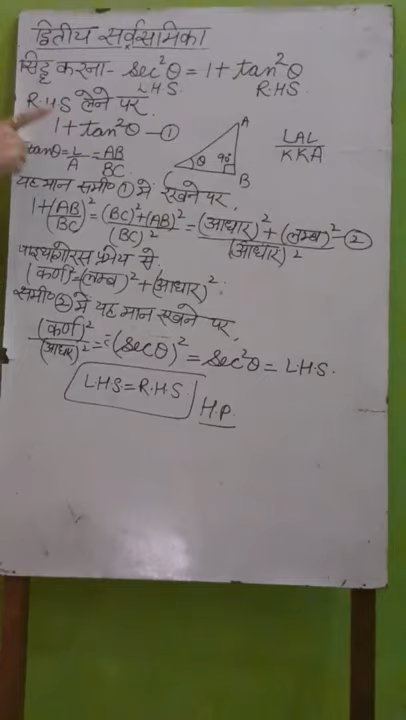 द्वितीय सर्वसमिका
सिद्ध करना- sec²θ = 1 + tan²θ
L.H.S. R.H.S.
R.H.S लेने पर,
1 + tan²θ —①
A
θ 90°
B
LAL
KKA
tanθ = L/A = AB/BC
यह मान समी० ① में रखने पर,
1+(AB/BC)² = (BC)²+(AB)²/(BC)² = (आधार)²+(लम्ब)²/(आधार)² —②
पाइथागोरस प्रमेय से,
(कर्ण)²=(लम्ब)²+(आधार)²
समी० ② में यह मान रखने पर,
(कर्ण)²/(आधार)² = (secθ)² = sec²θ = L.H.S.
L.H.S = R.H.S.
H.P.